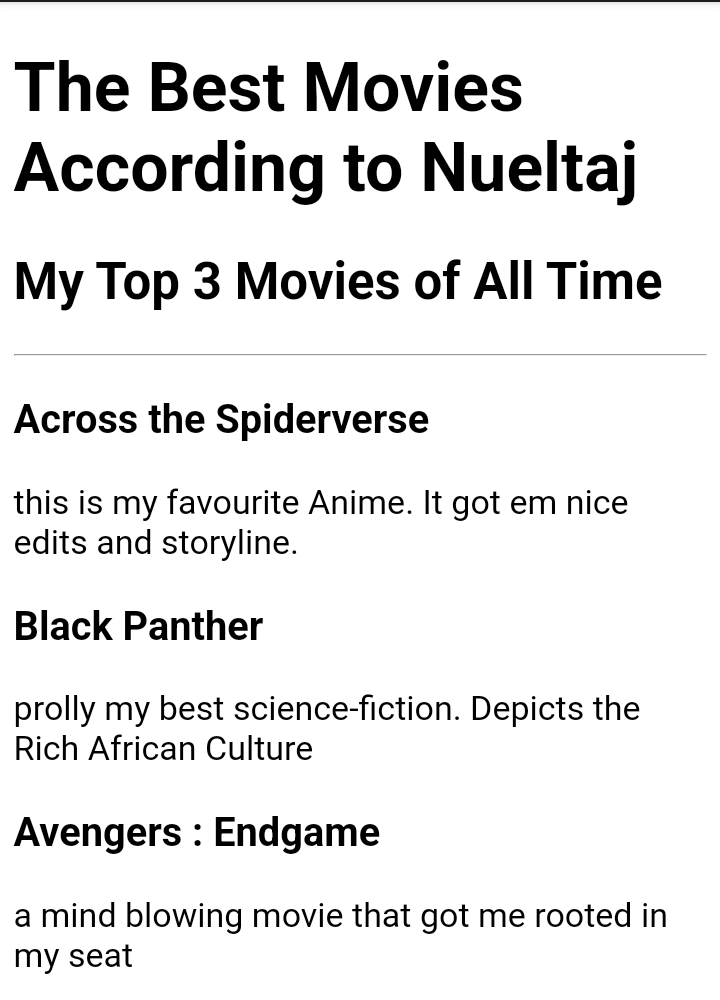 The Best Movies
According to Nueltaj
My Top 3 Movies of All Time
Across the Spiderverse
this is my favourite Anime. It got em nice
edits and storyline.
Black Panther
prolly my best science-fiction. Depicts the
Rich African Culture
Avengers : Endgame
a mind blowing movie that got me rooted in
my seat